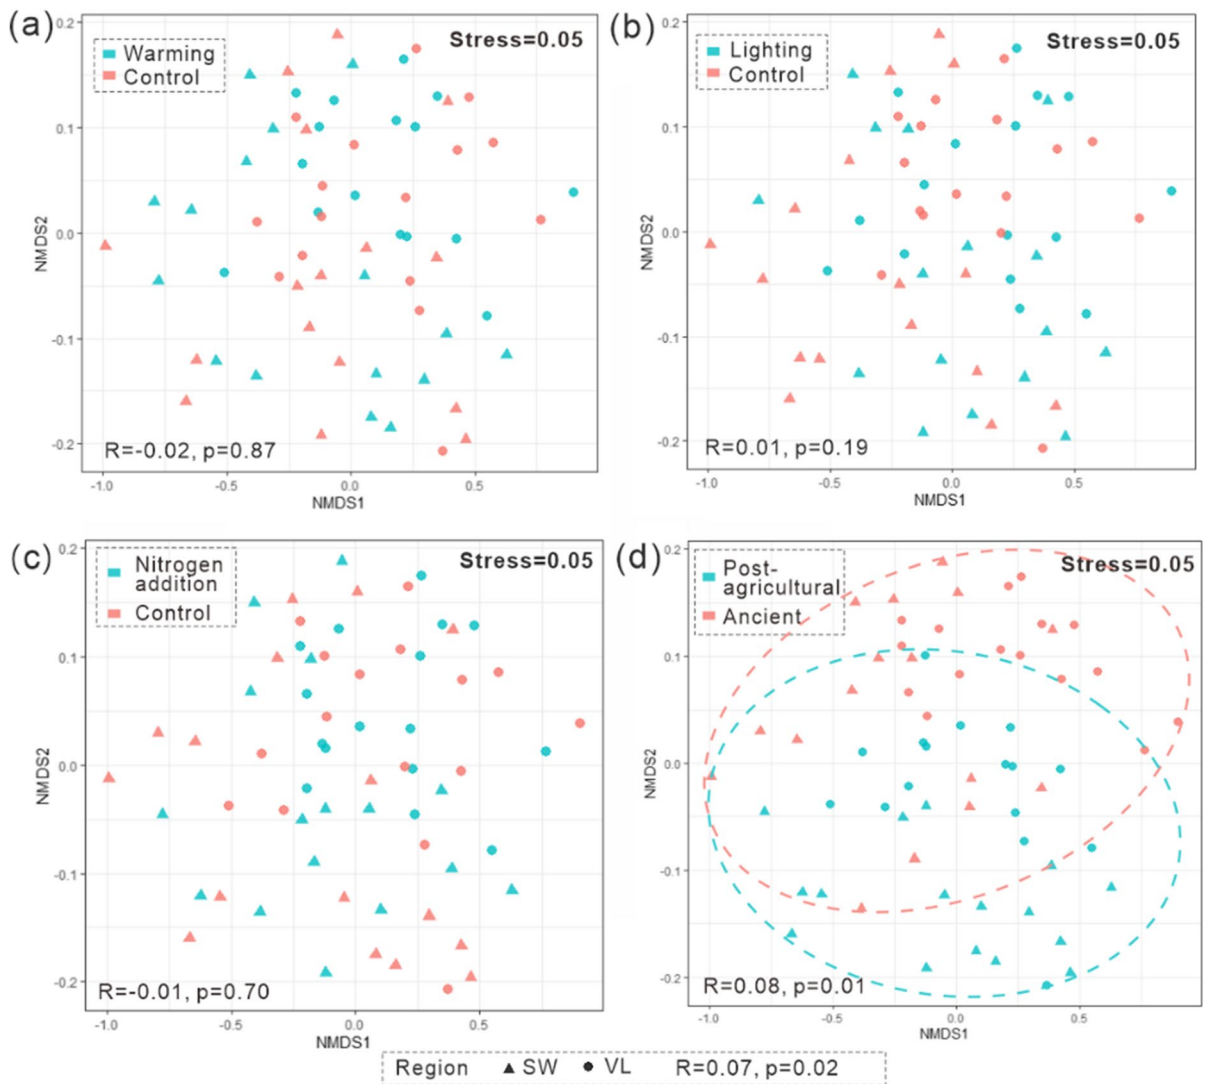 (a)
Stress=0.05
Warming
Control
0.2
0.1
0.0
-0.1
-0.2
NMDS2
R=-0.02, p=0.87
-1.0 -0.5 0.0 0.5
NMDS1
(b)
Stress=0.05
Lighting
Control
0.2
0.1
0.0
-0.1
-0.2
NMDS2
R=0.01, p=0.19
-1.0 -0.5 0.0 0.5
NMDS1
(c)
Stress=0.05
Nitrogen
addition
Control
0.2
0.1
0.0
-0.1
-0.2
NMDS2
R=-0.01, p=0.70
-1.0 -0.5 0.0 0.5
NMDS1
(d)
Stress=0.05
Post-
agricultural
Ancient
0.2
0.1
0.0
-0.1
-0.2
NMDS2
R=0.08, p=0.01
-1.0 -0.5 0.0 0.5
NMDS1
Region SW VL R=0.07, p=0.02